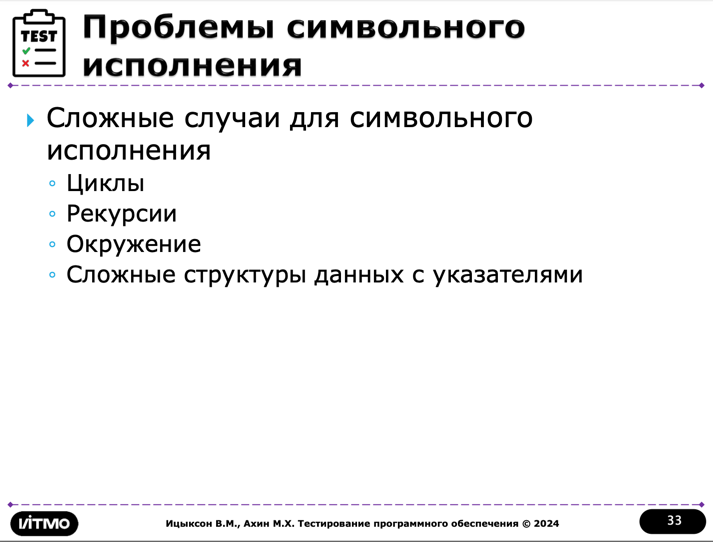 TEST
Проблемы символьного
исполнения
Сложные случаи для символьного
исполнения
Циклы
Рекурсии
Окружение
Сложные структуры данных с указателями
ИТМО
Ицыксон В.М., Ахин М.Х. Тестирование программного обеспечения © 2024
33